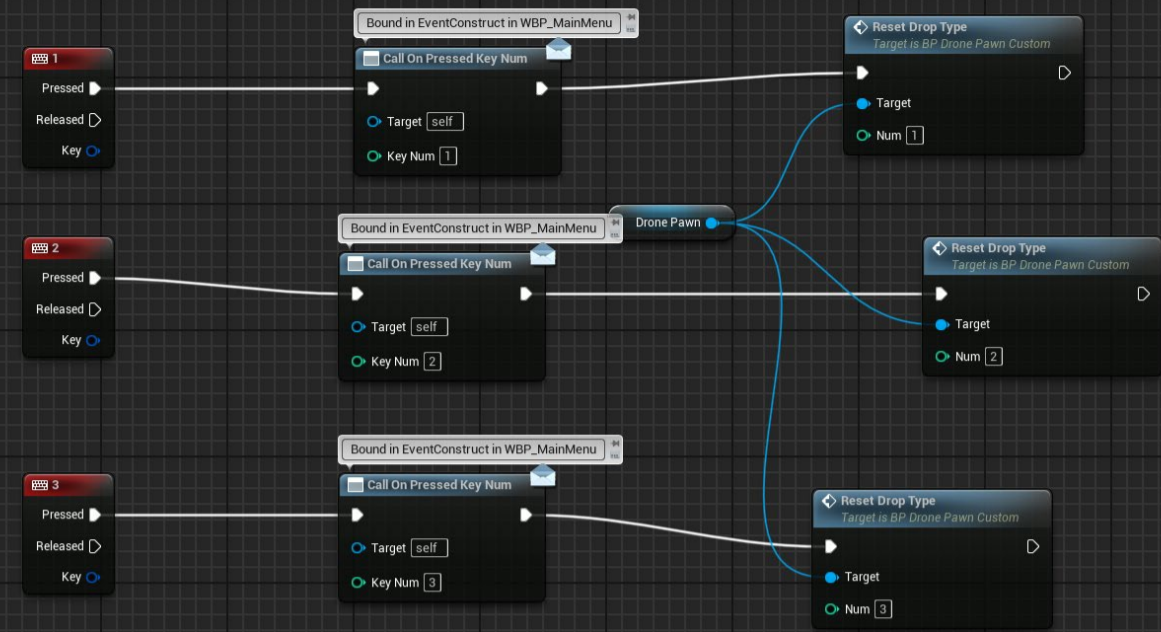 Bound in EventConstruct in WBP_MainMenu
1
Pressed
Released
Key
Call On Pressed Key Num
Target self
Key Num 1
Reset Drop Type
Target is BP Drone Pawn Custom
Target
Num 1
Drone Pawn
2
Pressed
Released
Key
Bound in EventConstruct in WBP_MainMenu
Call On Pressed Key Num
Target self
Key Num 2
Reset Drop Type
Target is BP Drone Pawn Custom
Target
Num 2
3
Pressed
Released
Key
Bound in EventConstruct in WBP_MainMenu
Call On Pressed Key Num
Target self
Key Num 3
Reset Drop Type
Target is BP Drone Pawn Custom
Target
Num 3